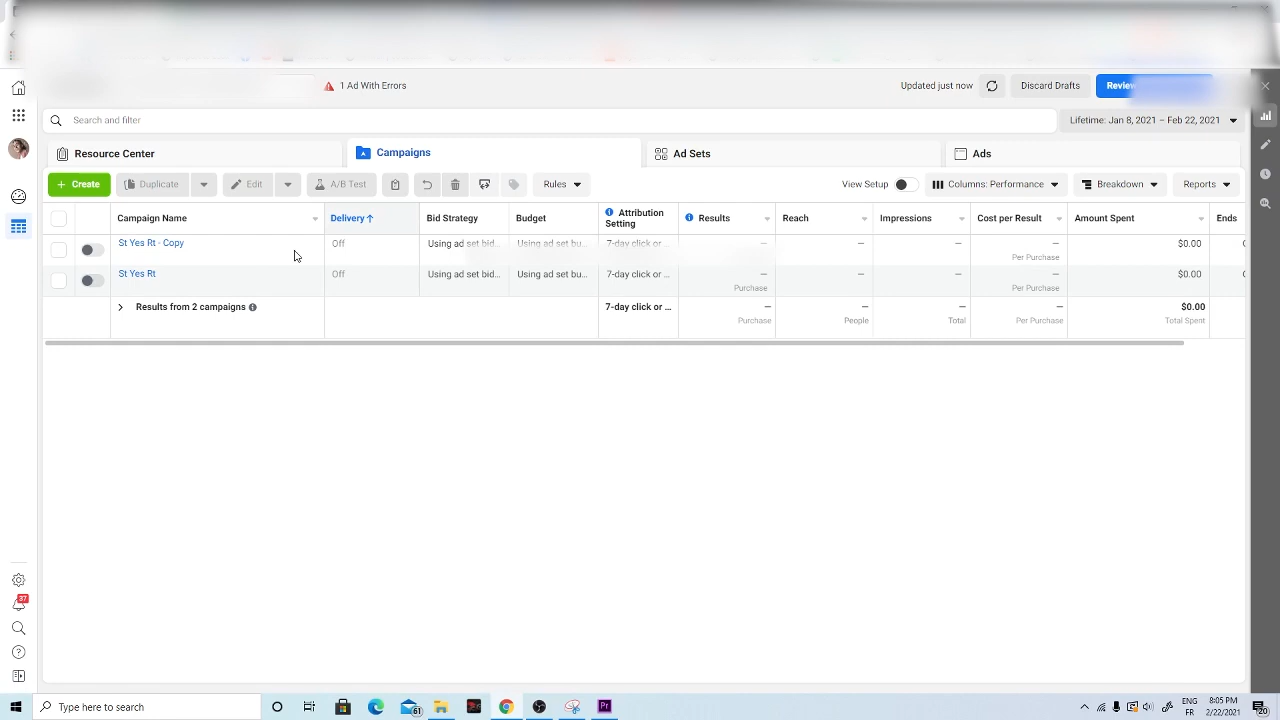 1 Ad With Errors
Updated just now
Discard Drafts
Review
Search and filter
Lifetime: Jan 8, 2021 – Feb 22, 2021
Resource Center
Campaigns
Ad Sets
Ads
+ Create
Duplicate
Edit
A/B Test
Rules
View Setup
Columns: Performance
Breakdown
Reports
Campaign Name
Delivery ↑
Bid Strategy
Budget
Attribution
Setting
Results
Reach
Impressions
Cost per Result
Amount Spent
Ends
St Yes Rt - Copy
Off
Using ad set bid...
Using ad set bu...
7-day click or ...
—
—
—
—
Per Purchase
$0.00
St Yes Rt
Off
Using ad set bid...
Using ad set bu...
7-day click or ...
—
Purchase
—
—
—
Per Purchase
$0.00
Results from 2 campaigns
7-day click or ...
—
Purchase
—
People
—
Total
—
Per Purchase
$0.00
Total Spent
37
Type here to search
61
Pr
ENG
FR
8:05 PM
2/22/2021
20